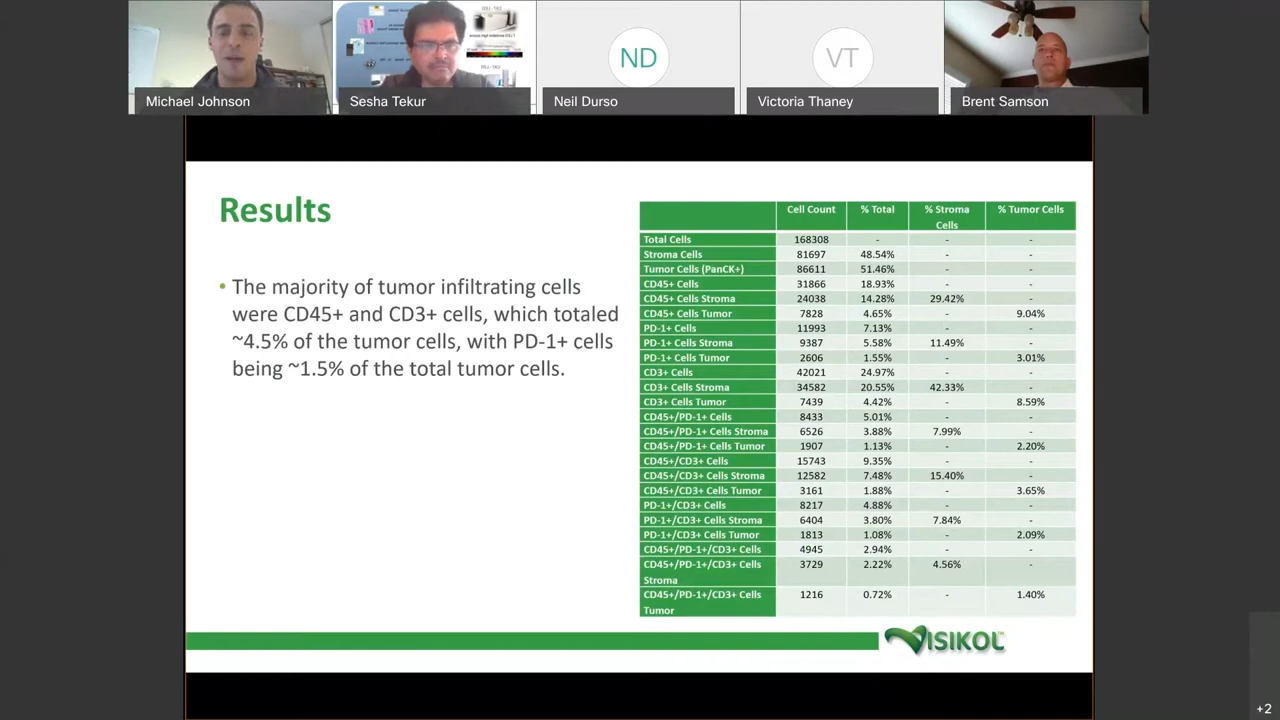 ND
VT
Michael Johnson
Sesha Tekur
Neil Durso
Victoria Thaney
Brent Samson
Results
• The majority of tumor infiltrating cells
were CD45+ and CD3+ cells, which totaled
~4.5% of the tumor cells, with PD-1+ cells
being ~1.5% of the total tumor cells.
Cell Count % Total % Stroma Cells % Tumor Cells
Total Cells 168308 - - -
Stroma Cells 81697 48.54% - -
Tumor Cells (PanCK+) 86611 51.46% - -
CD45+ Cells 31866 18.93% - -
CD45+ Cells Stroma 24038 14.28% 29.42% -
CD45+ Cells Tumor 7828 4.65% - 9.04%
PD-1+ Cells 11993 7.13% - -
PD-1+ Cells Stroma 9387 5.58% 11.49% -
PD-1+ Cells Tumor 2606 1.55% - 3.01%
CD3+ Cells 42021 24.97% - -
CD3+ Cells Stroma 34582 20.55% 42.33% -
CD3+ Cells Tumor 7439 4.42% - 8.59%
CD45+/PD-1+ Cells 8433 5.01% - -
CD45+/PD-1+ Cells Stroma 6526 3.88% 7.99% -
CD45+/PD-1+ Cells Tumor 1907 1.13% - 2.20%
CD45+/CD3+ Cells 15743 9.35% - -
CD45+/CD3+ Cells Stroma 12582 7.48% 15.40% -
CD45+/CD3+ Cells Tumor 3161 1.88% - 3.65%
PD-1+/CD3+ Cells 8217 4.88% - -
PD-1+/CD3+ Cells Stroma 6404 3.80% 7.84% -
PD-1+/CD3+ Cells Tumor 1813 1.08% - 2.09%
CD45+/PD-1+/CD3+ Cells 4945 2.94% - -
CD45+/PD-1+/CD3+ Cells 3729 2.22% 4.56% -
Stroma
CD45+/PD-1+/CD3+ Cells 1216 0.72% - 1.40%
Tumor
VISIKOL
+2